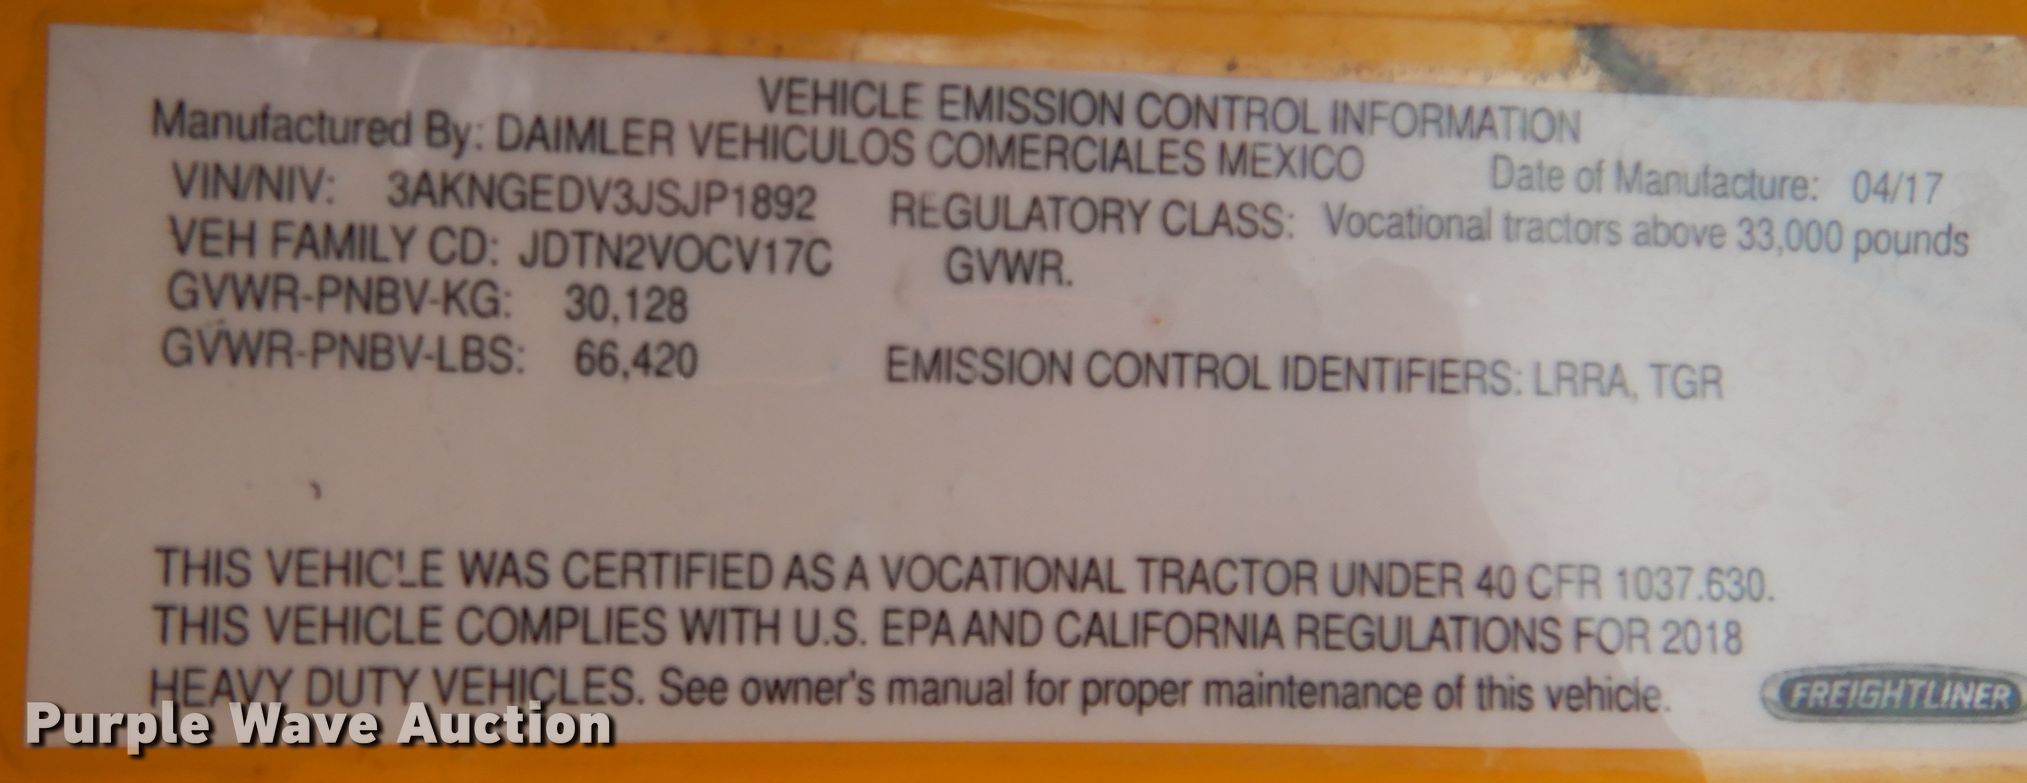 VEHICLE EMISSION CONTROL INFORMATION
Manufactured By: DAIMLER VEHICULOS COMERCIALES MEXICO
Date of Manufacture: 04/17
VIN/NIV: 3AKNGEDV3JSJP1892
VEH FAMILY CD: JDTN2VOCV17C
GVWR-PNBV-KG: 30,128
GVWR-PNBV-LBS: 66,420
REGULATORY CLASS: Vocational tractors above 33,000 pounds
GVWR.
EMISSION CONTROL IDENTIFIERS: LRRA, TGR
THIS VEHICLE WAS CERTIFIED AS A VOCATIONAL TRACTOR UNDER 40 CFR 1037.630.
THIS VEHICLE COMPLIES WITH U.S. EPA AND CALIFORNIA REGULATIONS FOR 2018
HEAVY DUTY VEHICLES. See owner's manual for proper maintenance of this vehicle.
FREIGHTLINER
Purple Wave Auction